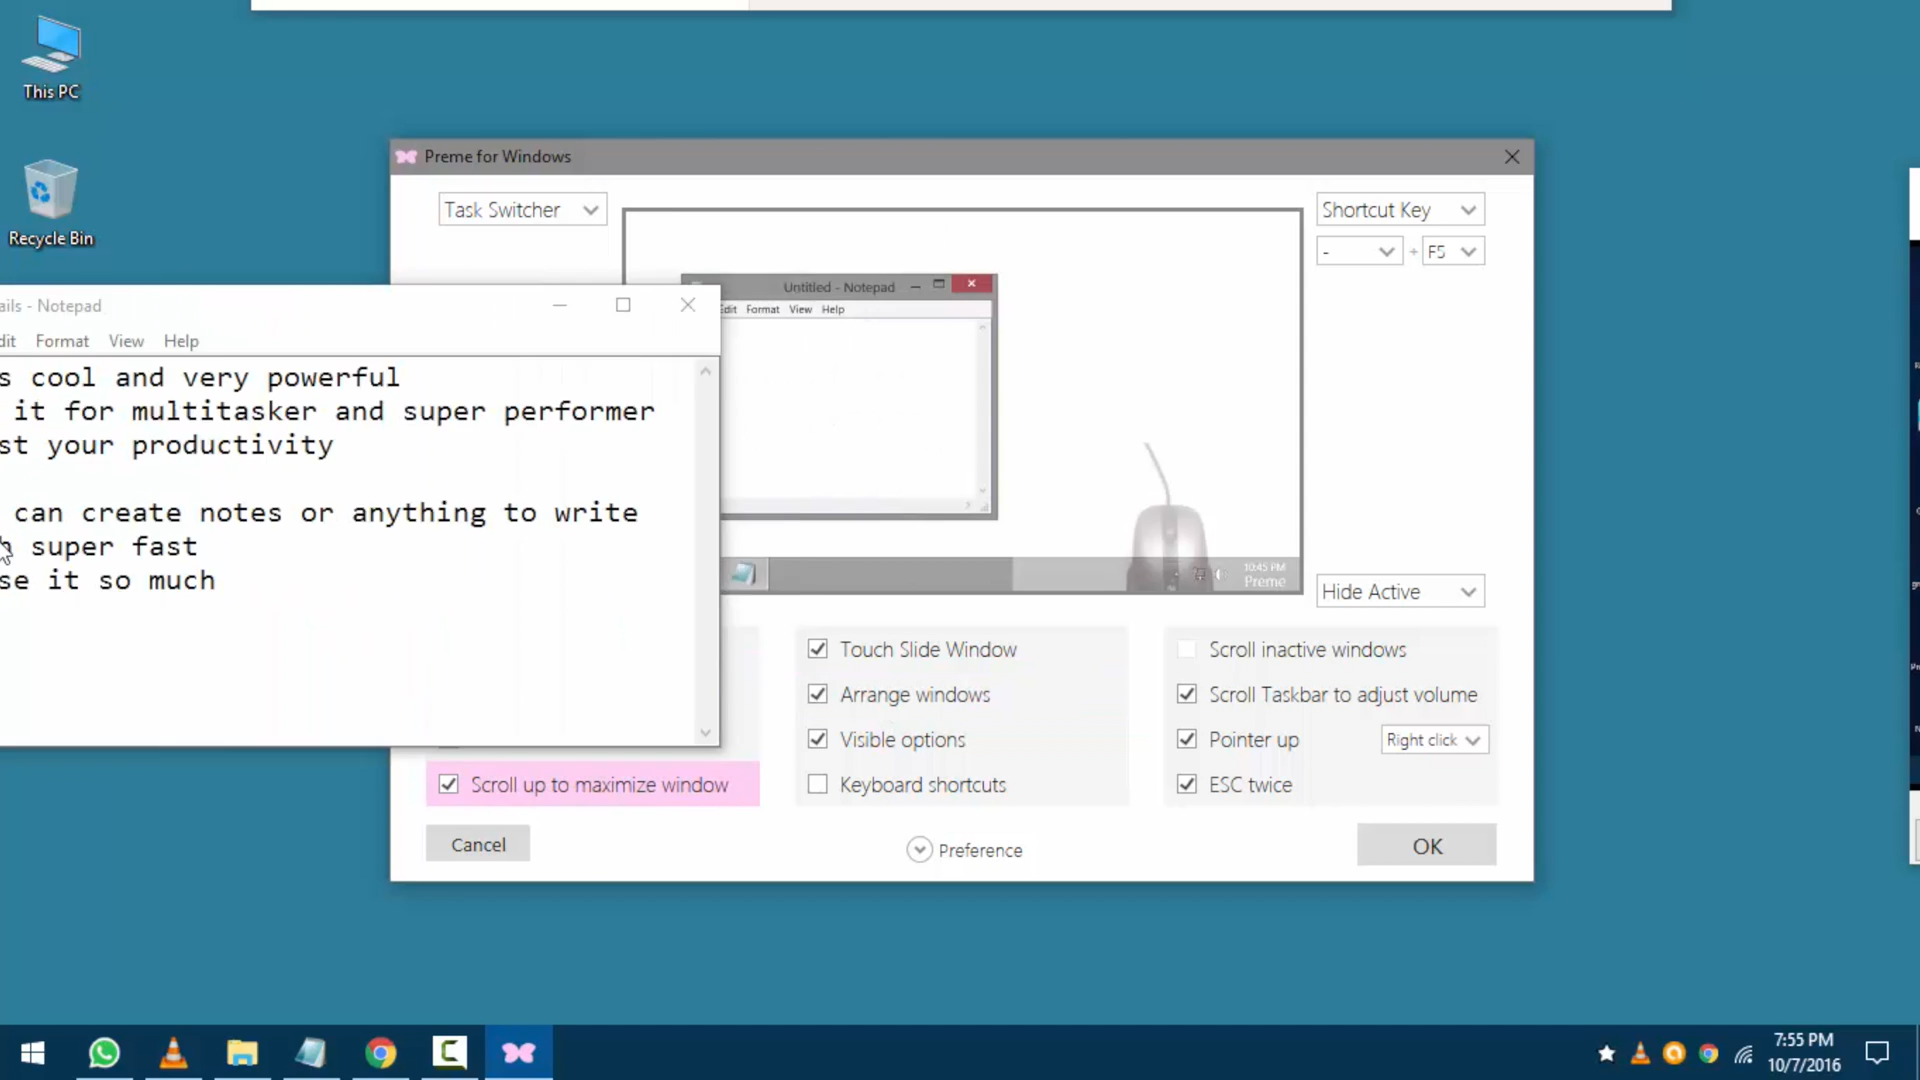 This PC
Recycle Bin
Preme for Windows
Task Switcher
Shortcut Key
-
+
F5
Untitled - Notepad
Format View Help
10:45 PM
Preme
Hide Active
ails - Notepad
dit Format View Help
s cool and very powerful
it for multitasker and super performer
st your productivity
can create notes or anything to write
super fast
se it so much
Scroll up to maximize window
Touch Slide Window
Arrange windows
Visible options
Keyboard shortcuts
Scroll inactive windows
Scroll Taskbar to adjust volume
Pointer up
Right click
ESC twice
Cancel
Preference
OK
7:55 PM
10/7/2016